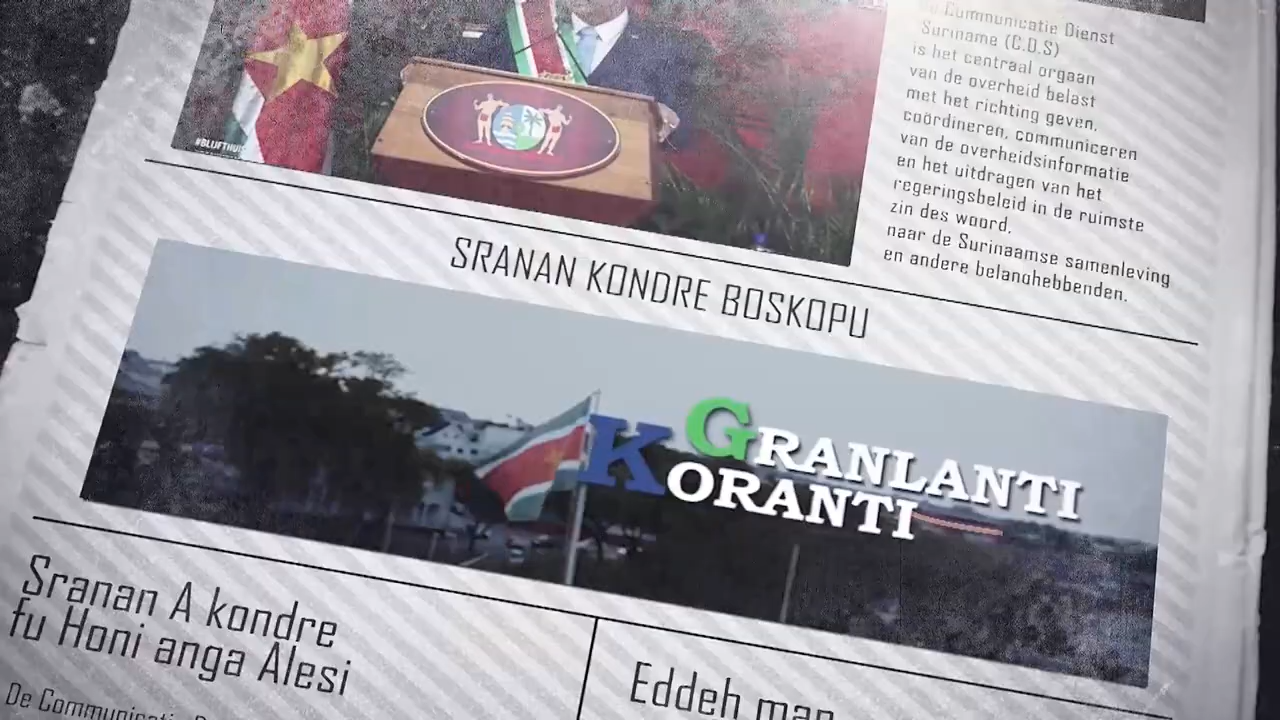 #BLUFTHUIS
Communicatie Dienst
Suriname (C.D.S)
is het centraal orgaan
van de overheid belast
met het richting geven,
coördineren, communiceren
van de overheidsinformatie
en het uitdragen van het
regeringsbeleid in de ruimste
zin des woord,
naar de Surinaamse samenleving
en andere belanghebbenden.
SRANAN KONDRE BOSKOPU
GRANLANTI
KORANTI
Sranan A kondre
fu Honi anga Alesi
De Communicatie
Eddeh man